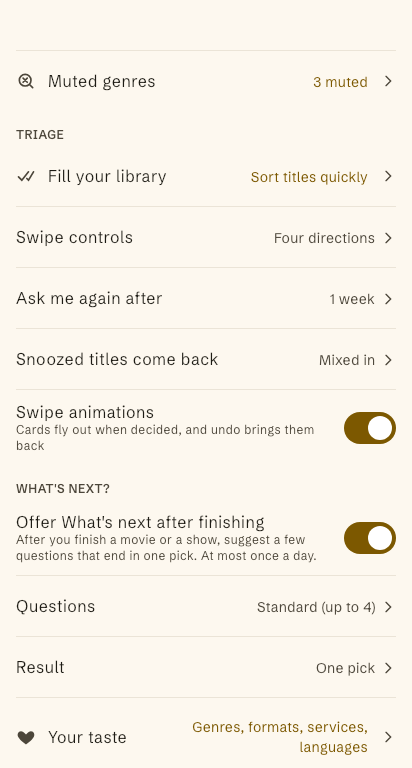 Muted genres
3 muted
TRIAGE
Fill your library
Sort titles quickly
Swipe controls
Four directions
Ask me again after
1 week
Snoozed titles come back
Mixed in
Swipe animations
Cards fly out when decided, and undo brings them
back
WHAT'S NEXT?
Offer What's next after finishing
After you finish a movie or a show, suggest a few
questions that end in one pick. At most once a day.
Questions
Standard (up to 4)
Result
One pick
Your taste
Genres, formats, services,
languages